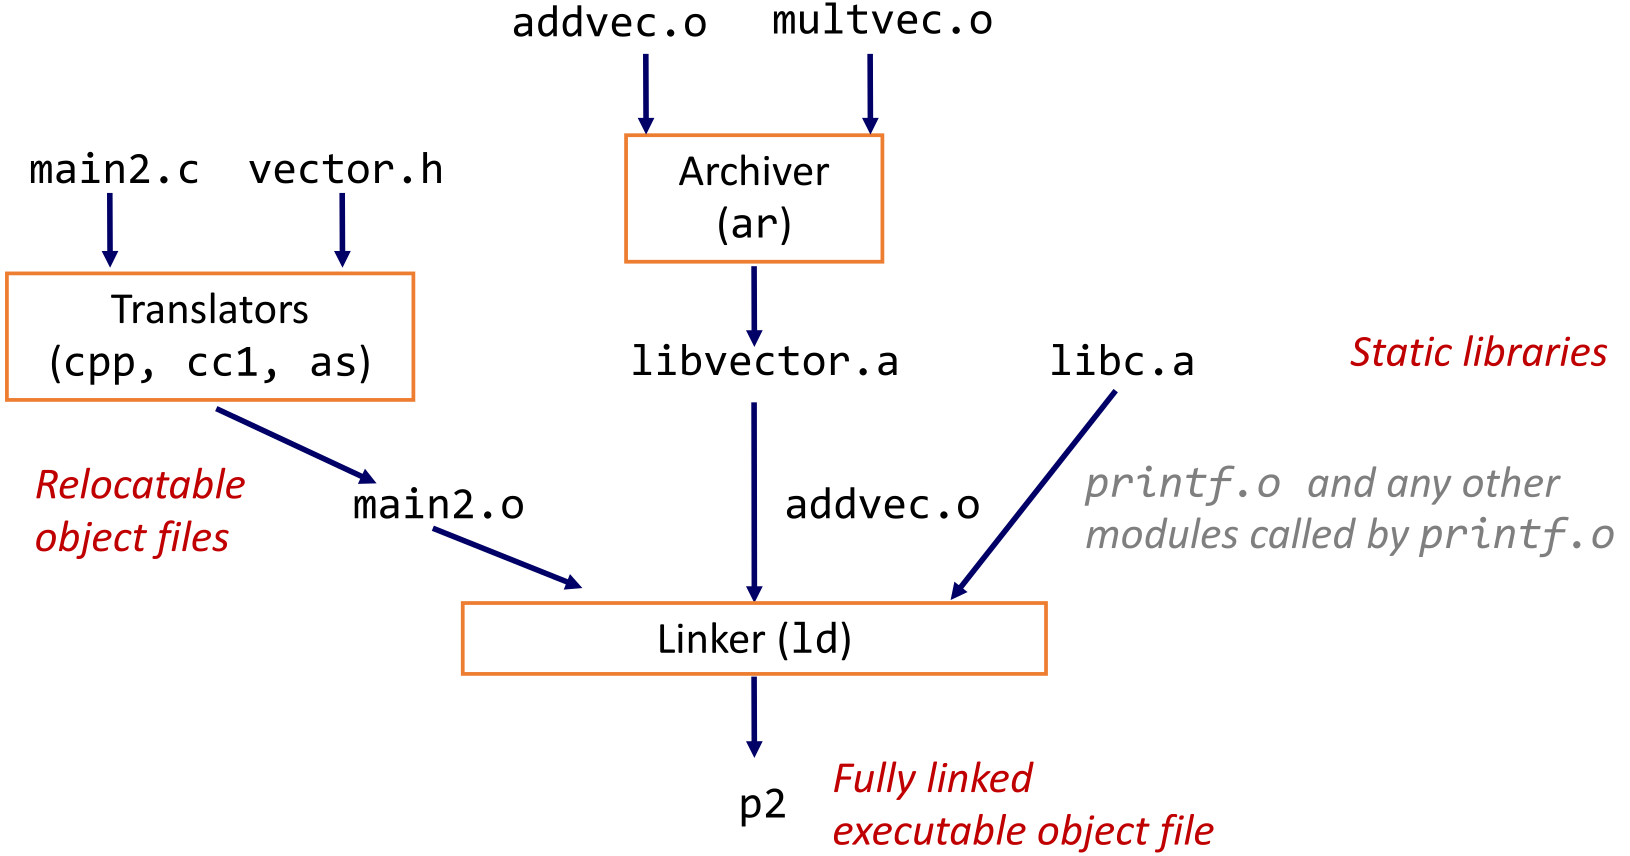 addvec.o multvec.o
main2.c vector.h
Archiver
(ar)
Translators
(cpp, cc1, as)
libvector.a libc.a Static libraries
Relocatable
object files
main2.o addvec.o
printf.o and any other
modules called by printf.o
Linker (ld)
p2
Fully linked
executable object file